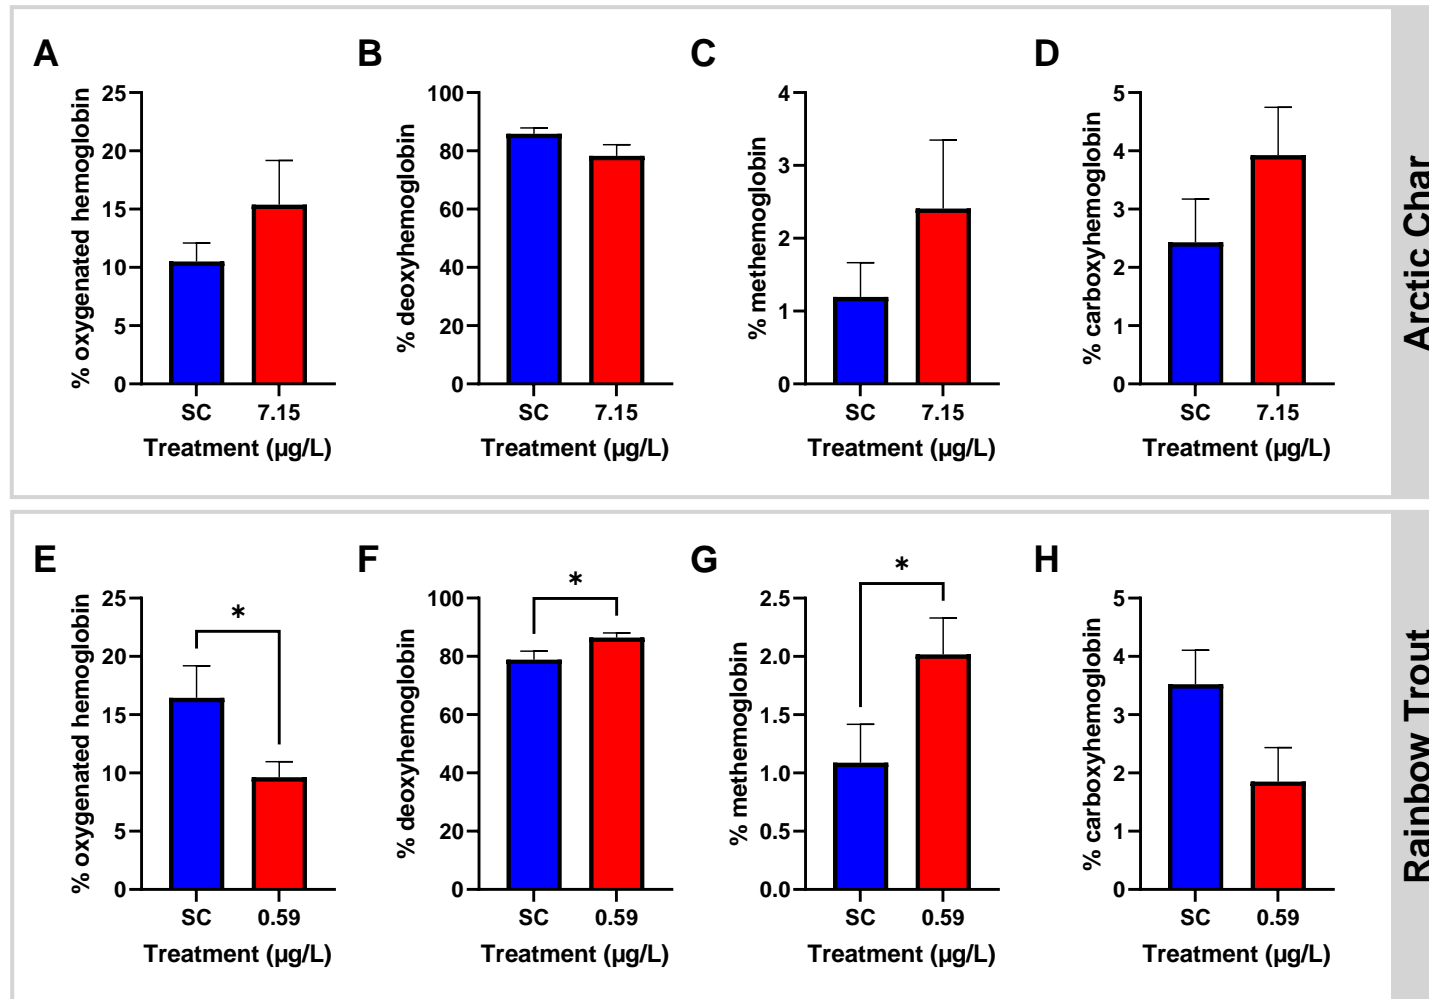 A
B
C
D
25
20
15
10
5
0
% oxygenated hemoglobin
SC 7.15
Treatment (µg/L)
100
80
60
40
20
0
% deoxyhemoglobin
SC 7.15
Treatment (µg/L)
4
3
2
1
0
% methemoglobin
SC 7.15
Treatment (µg/L)
5
4
3
2
1
0
% carboxyhemoglobin
SC 7.15
Treatment (µg/L)
Arctic Char
E
F
G
H
25
20
15
10
5
0
% oxygenated hemoglobin
*
SC 0.59
Treatment (µg/L)
100
80
60
40
20
0
% deoxyhemoglobin
*
SC 0.59
Treatment (µg/L)
2.5
2.0
1.5
1.0
0.5
0.0
% methemoglobin
*
SC 0.59
Treatment (µg/L)
5
4
3
2
1
0
% carboxyhemoglobin
SC 0.59
Treatment (µg/L)
Rainbow Trout